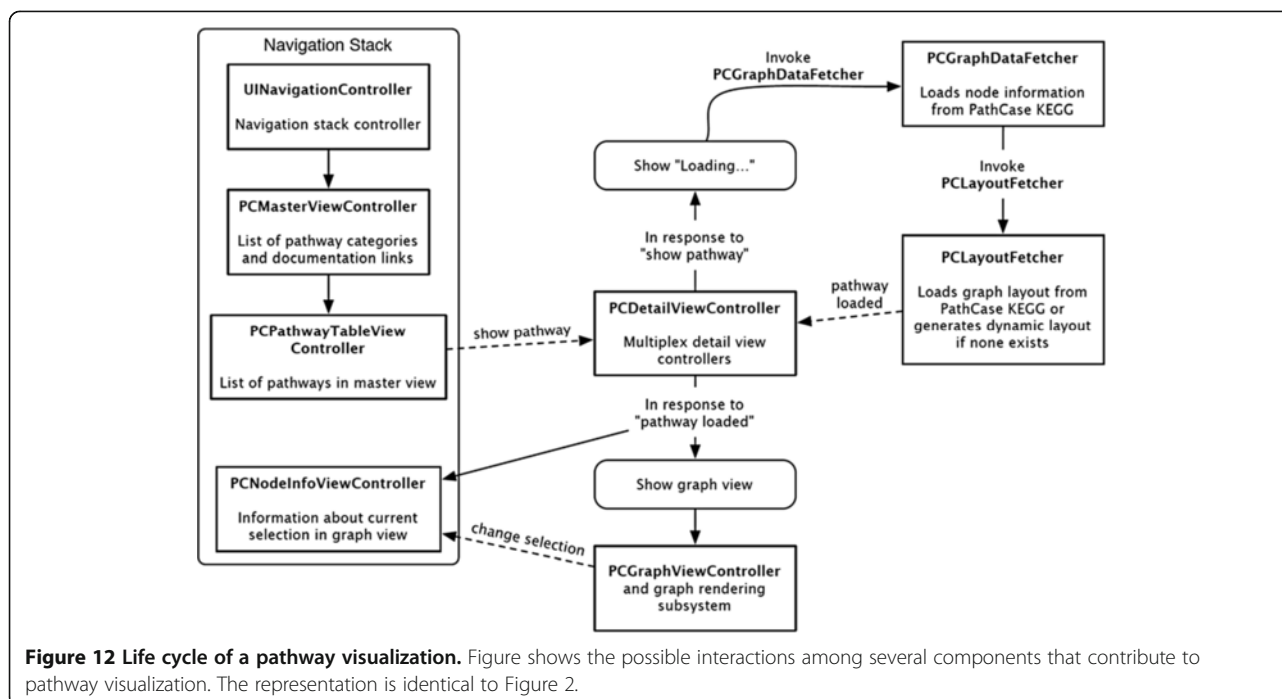 Navigation Stack
UINavigationController
Navigation stack controller
PCMasterViewController
List of pathway categories
and documentation links
PCPathwayTableView
Controller
List of pathways in master view
PCNodeInfoViewController
Information about current
selection in graph view
show pathway
change selection
Invoke
PCGraphDataFetcher
Show "Loading..."
In response to
"show pathway"
PCDetailViewController
Multiplex detail view
controllers
In response to
"pathway loaded"
Show graph view
PCGraphViewController
and graph rendering
subsystem
PCGraphDataFetcher
Loads node information
from PathCase KEGG
Invoke
PCLayoutFetcher
PCLayoutFetcher
Loads graph layout from
PathCase KEGG or
generates dynamic layout
if none exists
pathway
loaded
Figure 12 Life cycle of a pathway visualization. Figure shows the possible interactions among several components that contribute to
pathway visualization. The representation is identical to Figure 2.